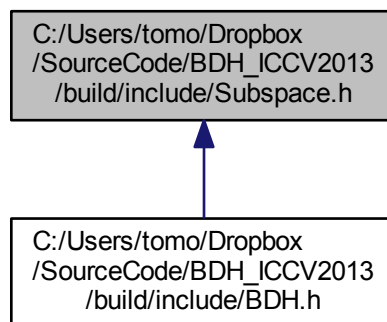 C:/Users/tomo/Dropbox
/SourceCode/BDH_ICCV2013
/build/include/Subspace.h
C:/Users/tomo/Dropbox
/SourceCode/BDH_ICCV2013
/build/include/BDH.h